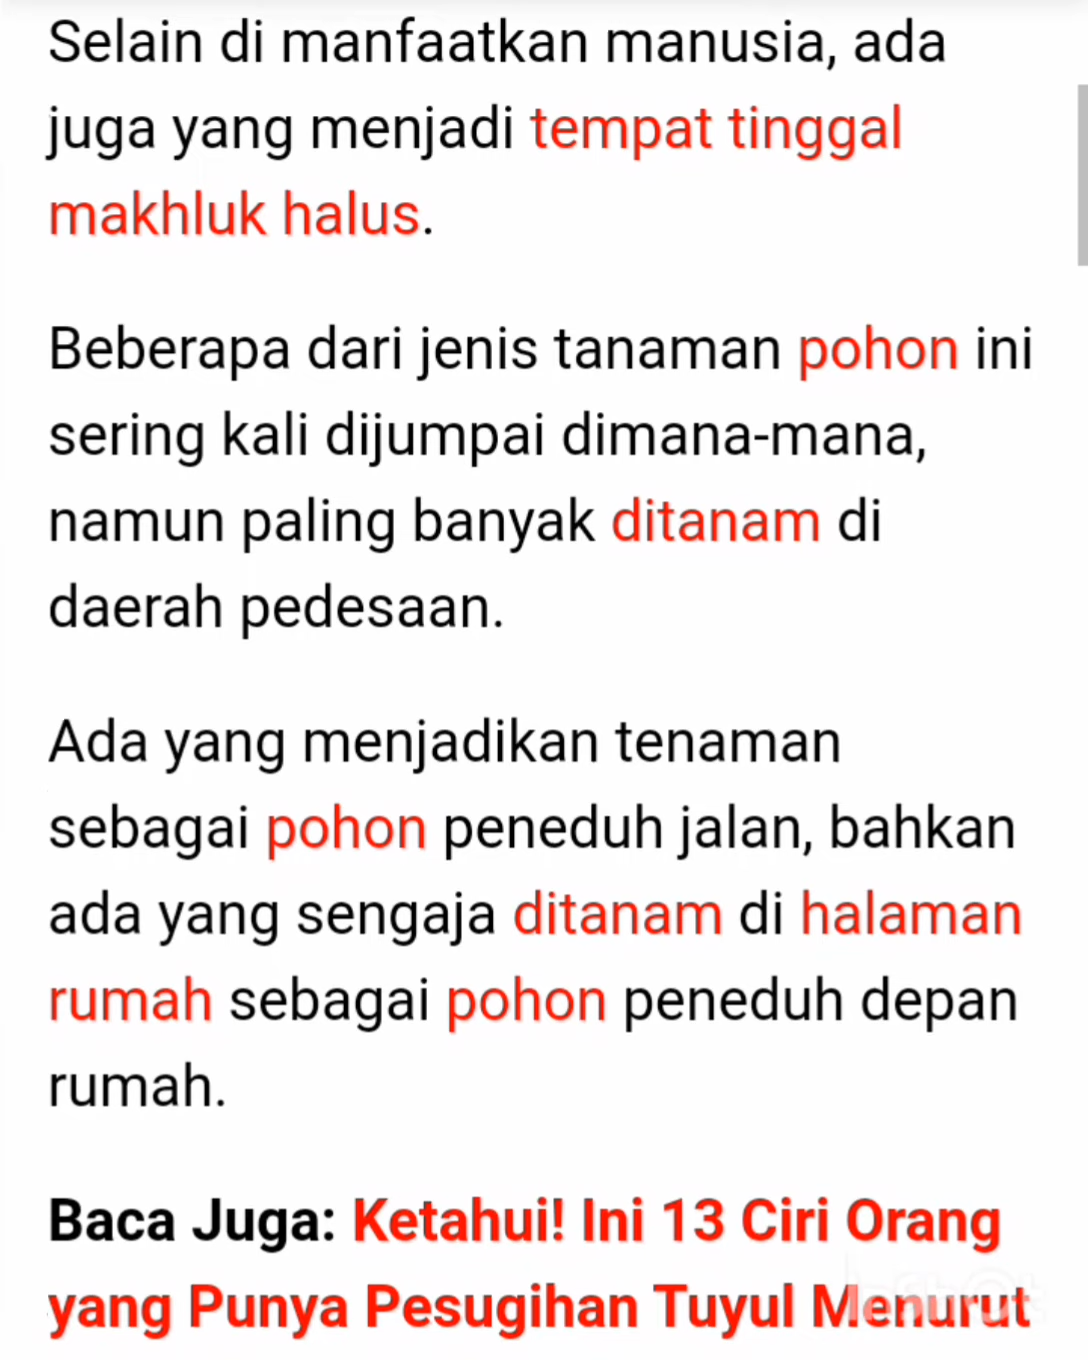 Selain di manfaatkan manusia, ada
juga yang menjadi tempat tinggal
makhluk halus.
Beberapa dari jenis tanaman pohon ini
sering kali dijumpai dimana-mana,
namun paling banyak ditanam di
daerah pedesaan.
Ada yang menjadikan tenaman
sebagai pohon peneduh jalan, bahkan
ada yang sengaja ditanam di halaman
rumah sebagai pohon peneduh depan
rumah.
Baca Juga: Ketahui! Ini 13 Ciri Orang
yang Punya Pesugihan Tuyul Menurut